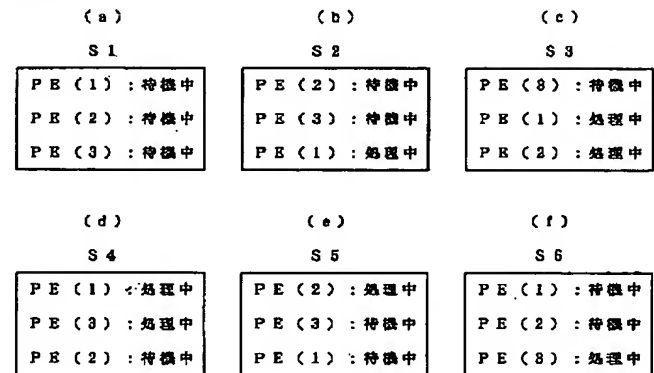 (a) (b) (c)
S1 S2 S3
PE(1):待機中 PE(2):待機中 PE(3):待機中
PE(2):待機中 PE(3):待機中 PE(1):処理中
PE(3):待機中 PE(1):処理中 PE(2):処理中
(d) (e) (f)
S4 S5 S6
PE(1):処理中 PE(2):処理中 PE(1):待機中
PE(3):処理中 PE(3):待機中 PE(2):待機中
PE(2):待機中 PE(1):待機中 PE(3):処理中